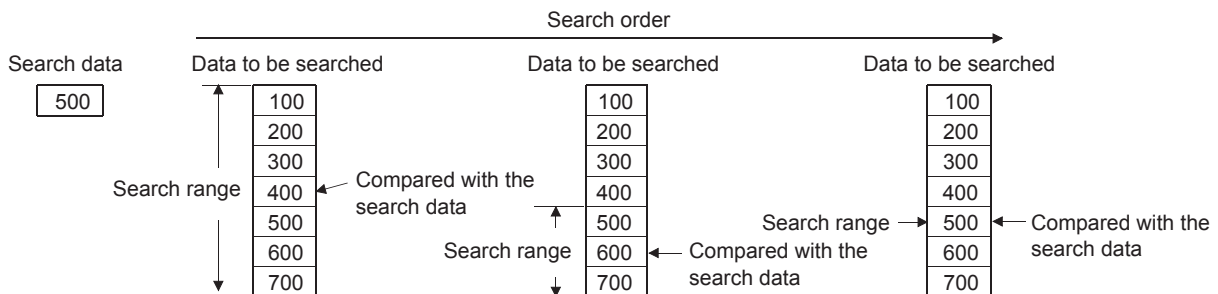 Search order
Search data
500
Data to be searched
100
200
300
400
500
600
700
Search range
Compared with the
search data
Data to be searched
100
200
300
400
500
600
700
Search range
Compared with the
search data
Data to be searched
100
200
300
400
500
600
700
Search range
Compared with the
search data